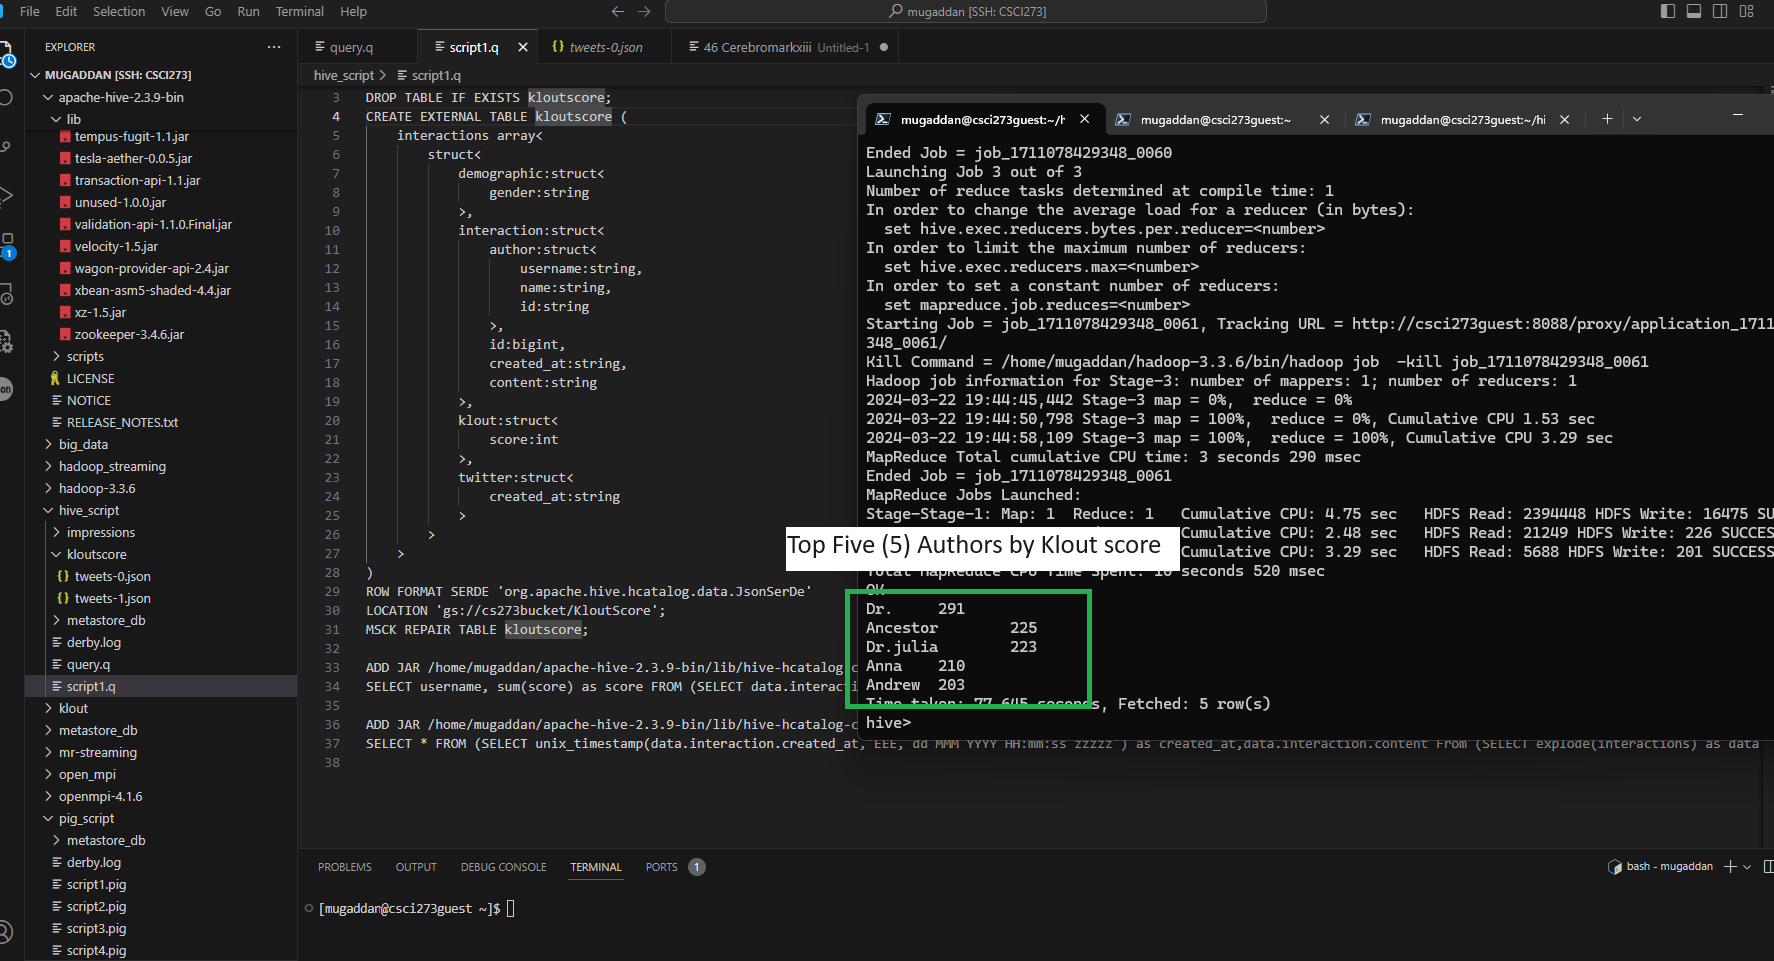 File Edit Selection View Go Run Terminal Help
mugaddan [SSH: CSCI273]
EXPLORER
MUGADDAN [SSH: CSCI273]
apache-hive-2.3.9-bin
lib
tempus-fugit-1.1.jar
tesla-aether-0.0.5.jar
transaction-api-1.1.jar
unused-1.0.0.jar
validation-api-1.1.0.Final.jar
velocity-1.5.jar
wagon-provider-api-2.4.jar
xbean-asm5-shaded-4.4.jar
xz-1.5.jar
zookeeper-3.4.6.jar
scripts
LICENSE
NOTICE
RELEASE_NOTES.txt
big_data
hadoop_streaming
hadoop-3.3.6
hive_script
impressions
kloutscore
tweets-0.json
tweets-1.json
metastore_db
derby.log
query.q
script1.q
klout
metastore_db
mr-streaming
open_mpi
openmpi-4.1.6
pig_script
metastore_db
derby.log
script1.pig
script2.pig
script3.pig
script4.pig
1
query.q script1.q tweets-0.json 46 Cerebromarkxiii Untitled-1
hive_script > script1.q
3 DROP TABLE IF EXISTS kloutscore;
4 CREATE EXTERNAL TABLE kloutscore (
5 interactions array<
6 struct<
7 demographic:struct<
8 gender:string
9 >,
10 interaction:struct<
11 author:struct<
12 username:string,
13 name:string,
14 id:string
15 >,
16 id:bigint,
17 created_at:string,
18 content:string
19 >,
20 klout:struct<
21 score:int
22 >,
23 twitter:struct<
24 created_at:string
25 >
26 >
27 >
28 )
29 ROW FORMAT SERDE 'org.apache.hive.hcatalog.data.JsonSerDe'
30 LOCATION 'gs://cs273bucket/KloutScore';
31 MSCK REPAIR TABLE kloutscore;
32
33 ADD JAR /home/mugaddan/apache-hive-2.3.9-bin/lib/hive-hcatalog-c
34 SELECT username, sum(score) as score FROM (SELECT data.interacti
35
36 ADD JAR /home/mugaddan/apache-hive-2.3.9-bin/lib/hive-hcatalog-c
37 SELECT * FROM (SELECT unix_timestamp(data.interaction.created_at, EEE, dd MMM YYYY HH:mm:ss zzzzz ) as created_at,data.interaction.content From (SELECT explode(interactions) as data
38
mugaddan@csci273guest:~/h mugaddan@csci273guest:~ mugaddan@csci273guest:~/hi
Ended Job = job_1711078429348_0060
Launching Job 3 out of 3
Number of reduce tasks determined at compile time: 1
In order to change the average load for a reducer (in bytes):
set hive.exec.reducers.bytes.per.reducer=<number>
In order to limit the maximum number of reducers:
set hive.exec.reducers.max=<number>
In order to set a constant number of reducers:
set mapreduce.job.reduces=<number>
Starting Job = job_1711078429348_0061, Tracking URL = http://csci273guest:8088/proxy/application_1711
348_0061/
Kill Command = /home/mugaddan/hadoop-3.3.6/bin/hadoop job -kill job_1711078429348_0061
Hadoop job information for Stage-3: number of mappers: 1; number of reducers: 1
2024-03-22 19:44:45,442 Stage-3 map = 0%, reduce = 0%
2024-03-22 19:44:50,798 Stage-3 map = 100%, reduce = 0%, Cumulative CPU 1.53 sec
2024-03-22 19:44:58,109 Stage-3 map = 100%, reduce = 100%, Cumulative CPU 3.29 sec
MapReduce Total cumulative CPU time: 3 seconds 290 msec
Ended Job = job_1711078429348_0061
MapReduce Jobs Launched:
Stage-Stage-1: Map: 1 Reduce: 1 Cumulative CPU: 4.75 sec HDFS Read: 2394448 HDFS Write: 16475 SU
Cumulative CPU: 2.48 sec HDFS Read: 21249 HDFS Write: 226 SUCCESS
Top Five (5) Authors by Klout score
Cumulative CPU: 3.29 sec HDFS Read: 5688 HDFS Write: 201 SUCCESS
Total MapReduce CPU Time Spent: 10 seconds 520 msec
OK
Dr. 291
Ancestor 225
Dr.julia 223
Anna 210
Andrew 203
Time taken: 77.645 seconds, Fetched: 5 row(s)
hive>
PROBLEMS OUTPUT DEBUG CONSOLE TERMINAL PORTS 1
bash - mugaddan
[mugaddan@csci273guest ~]$